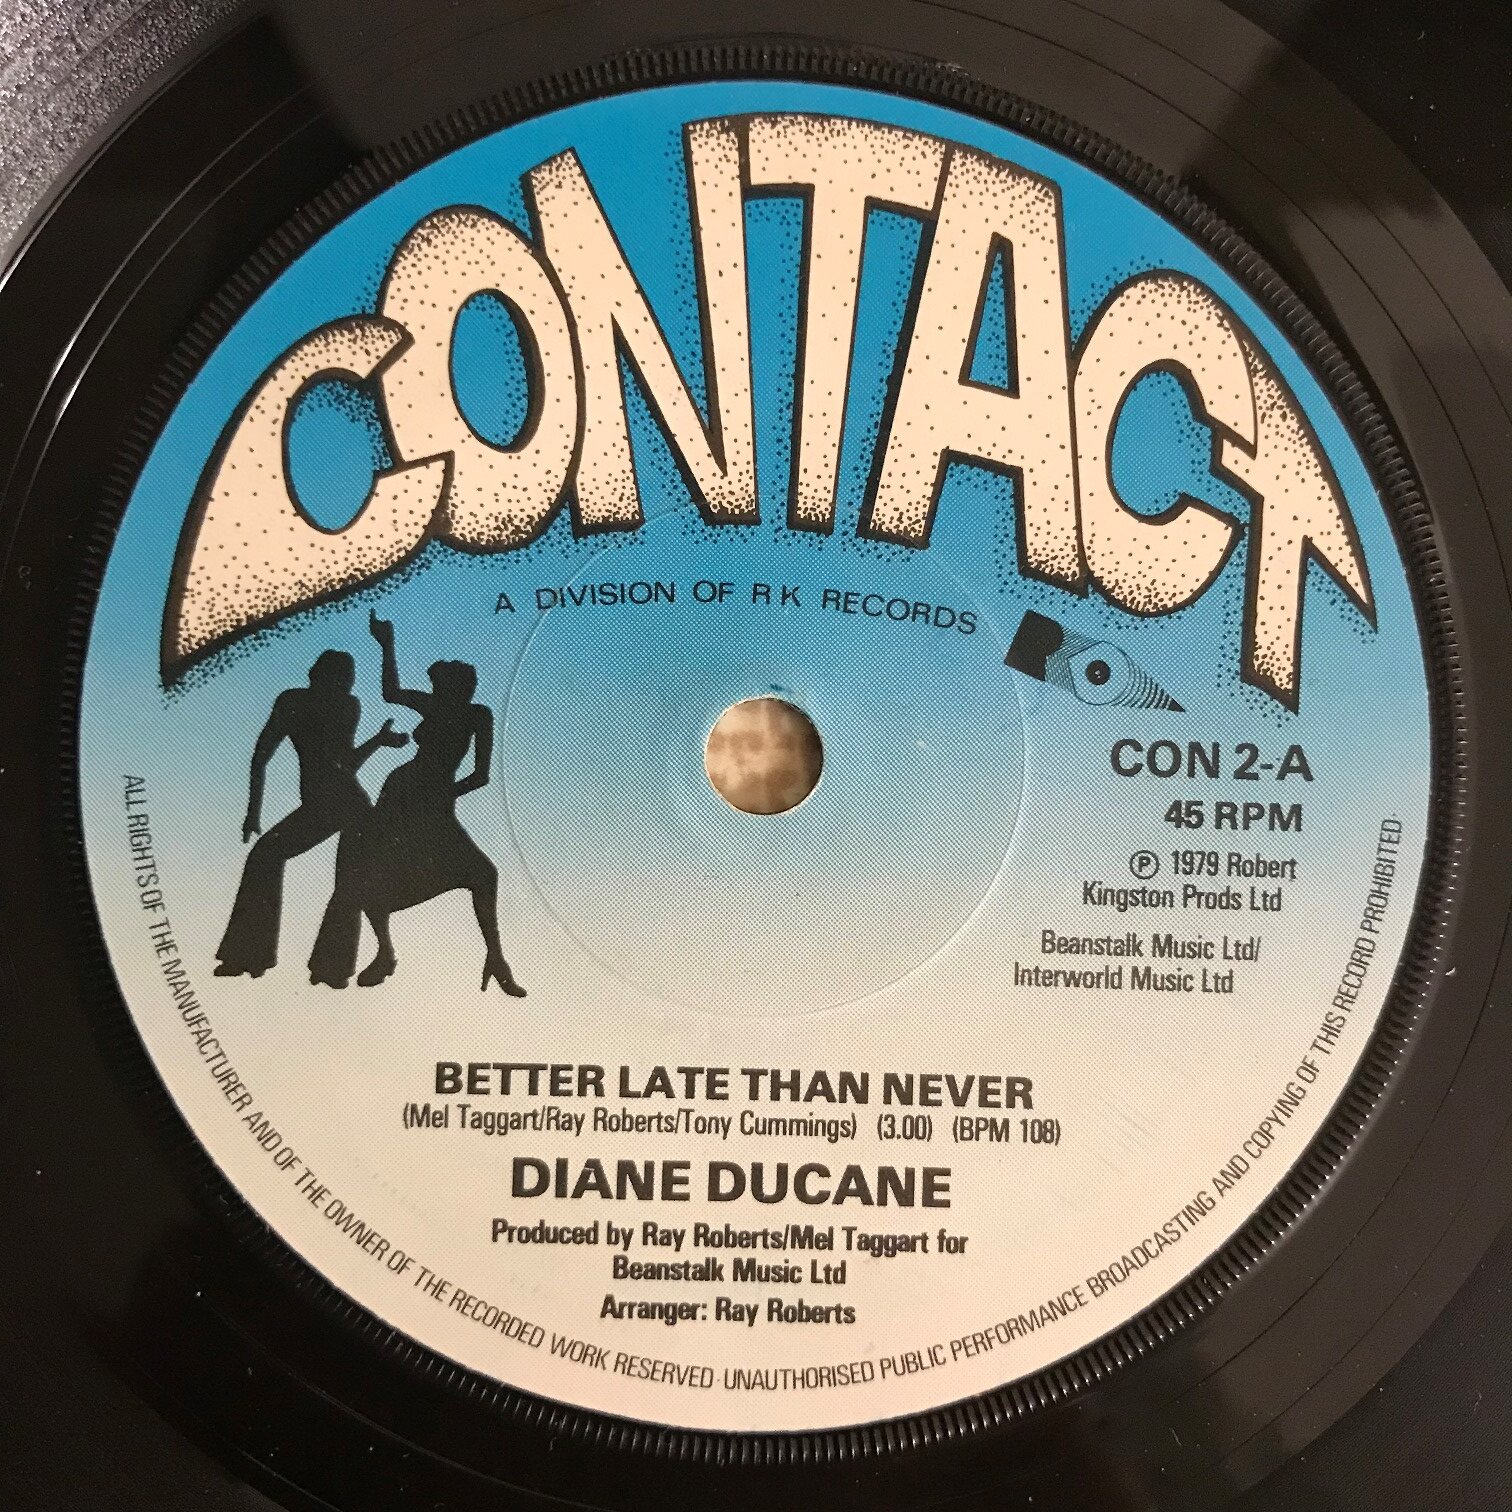 CONTACT
A DIVISION OF RK RECORDS
RO
CON 2-A
45 RPM
℗ 1979 Robert
Kingston Prods Ltd
Beanstalk Music Ltd/
Interworld Music Ltd
BETTER LATE THAN NEVER
(Mel Taggart/Ray Roberts/Tony Cummings) (3.00) (BPM 108)
DIANE DUCANE
Produced by Ray Roberts/Mel Taggart for
Beanstalk Music Ltd
Arranger: Ray Roberts
ALL RIGHTS OF THE MANUFACTURER AND OF THE OWNER OF THE RECORDED WORK RESERVED · UNAUTHORISED PUBLIC PERFORMANCE BROADCASTING AND COPYING OF THIS RECORD PROHIBITED ·